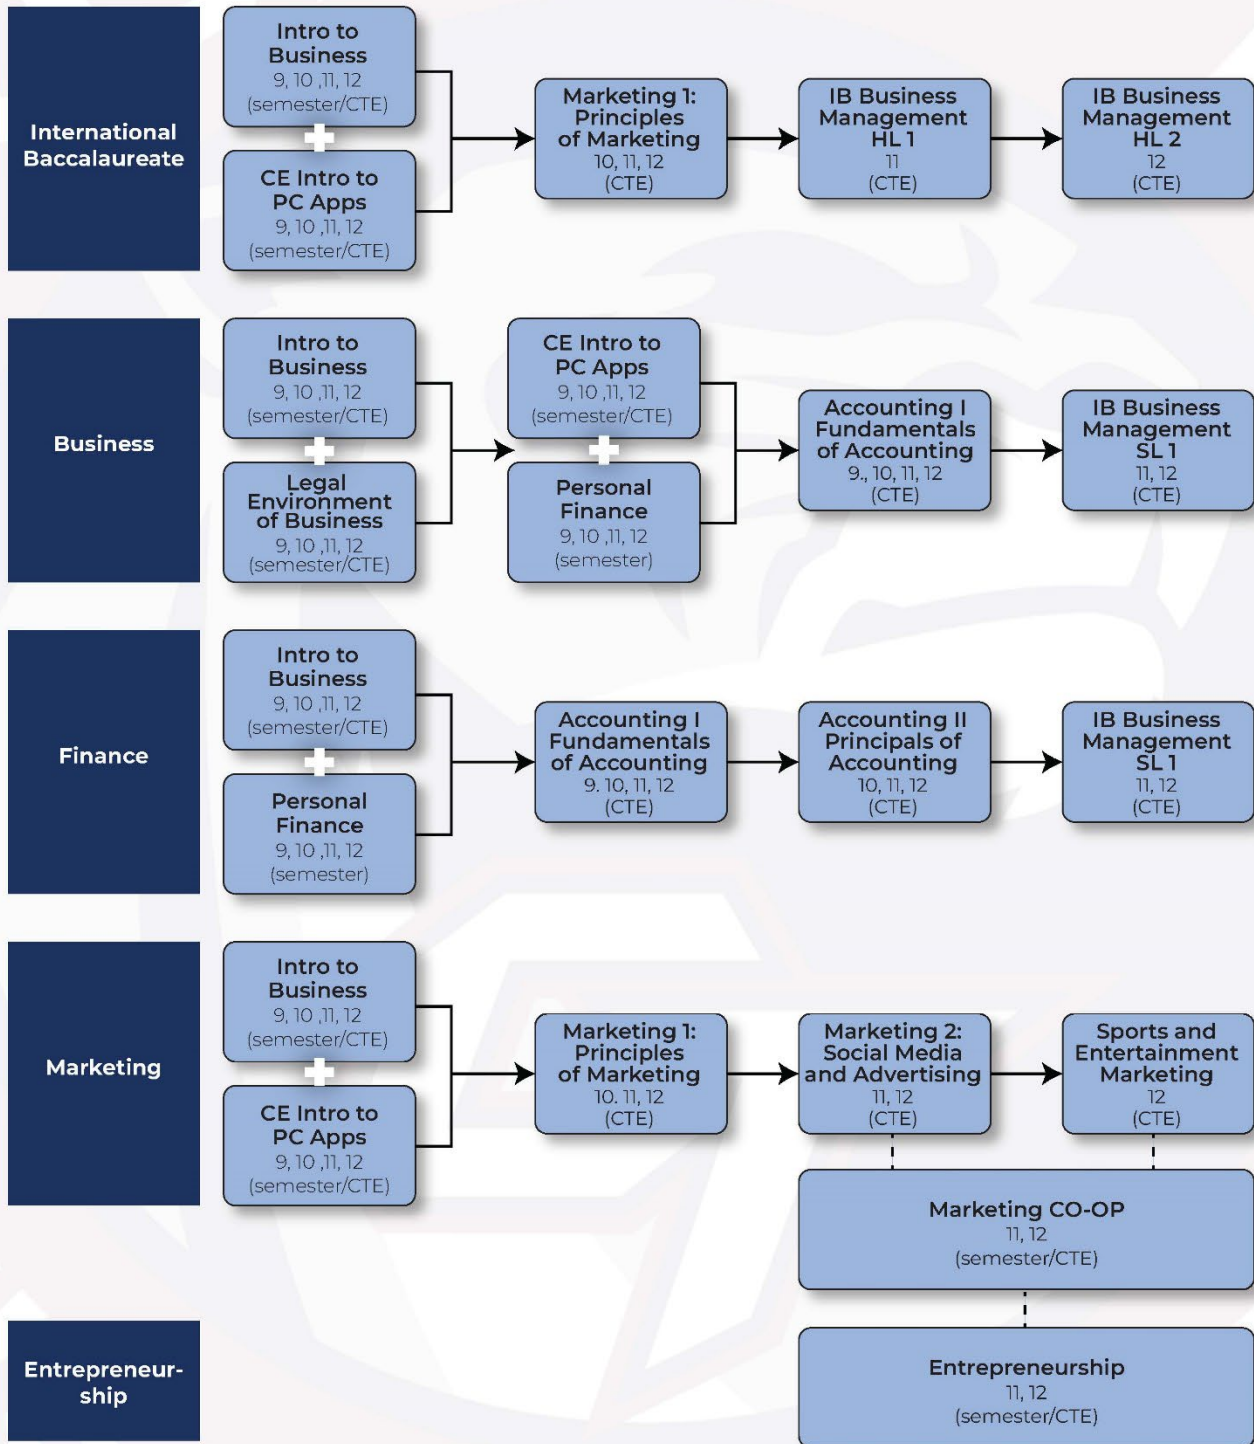 International
Baccalaureate
Intro to
Business
9, 10 ,11, 12
(semester/CTE)
CE Intro to
PC Apps
9, 10 ,11, 12
(semester/CTE)
Marketing 1:
Principles
of Marketing
10, 11, 12
(CTE)
IB Business
Management
HL 1
11
(CTE)
IB Business
Management
HL 2
12
(CTE)
Business
Intro to
Business
9, 10 ,11, 12
(semester/CTE)
Legal
Environment
of Business
9, 10 ,11, 12
(semester/CTE)
CE Intro to
PC Apps
9, 10 ,11, 12
(semester/CTE)
Personal
Finance
9, 10 ,11, 12
(semester)
Accounting I
Fundamentals
of Accounting
9., 10, 11, 12
(CTE)
IB Business
Management
SL 1
11, 12
(CTE)
Finance
Intro to
Business
9, 10 ,11, 12
(semester/CTE)
Personal
Finance
9, 10 ,11, 12
(semester)
Accounting I
Fundamentals
of Accounting
9. 10, 11, 12
(CTE)
Accounting II
Principals of
Accounting
10, 11, 12
(CTE)
IB Business
Management
SL 1
11, 12
(CTE)
Marketing
Intro to
Business
9, 10 ,11, 12
(semester/CTE)
CE Intro to
PC Apps
9, 10 ,11, 12
(semester/CTE)
Marketing 1:
Principles
of Marketing
10. 11, 12
(CTE)
Marketing 2:
Social Media
and Advertising
11, 12
(CTE)
Sports and
Entertainment
Marketing
12
(CTE)
Marketing CO-OP
11, 12
(semester/CTE)
Entrepreneur-
ship
Entrepreneurship
11, 12
(semester/CTE)